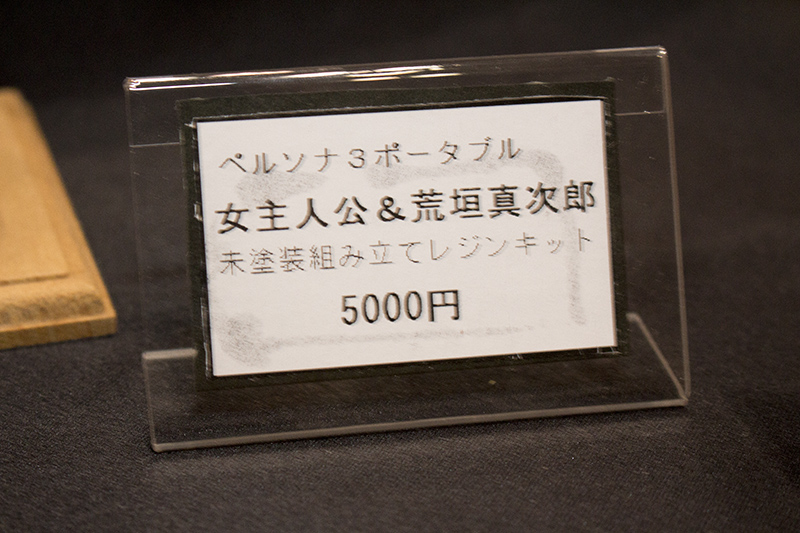 ペルソナ３ポータブル
女主人公＆荒垣真次郎
未塗装組み立てレジンキット
5000円